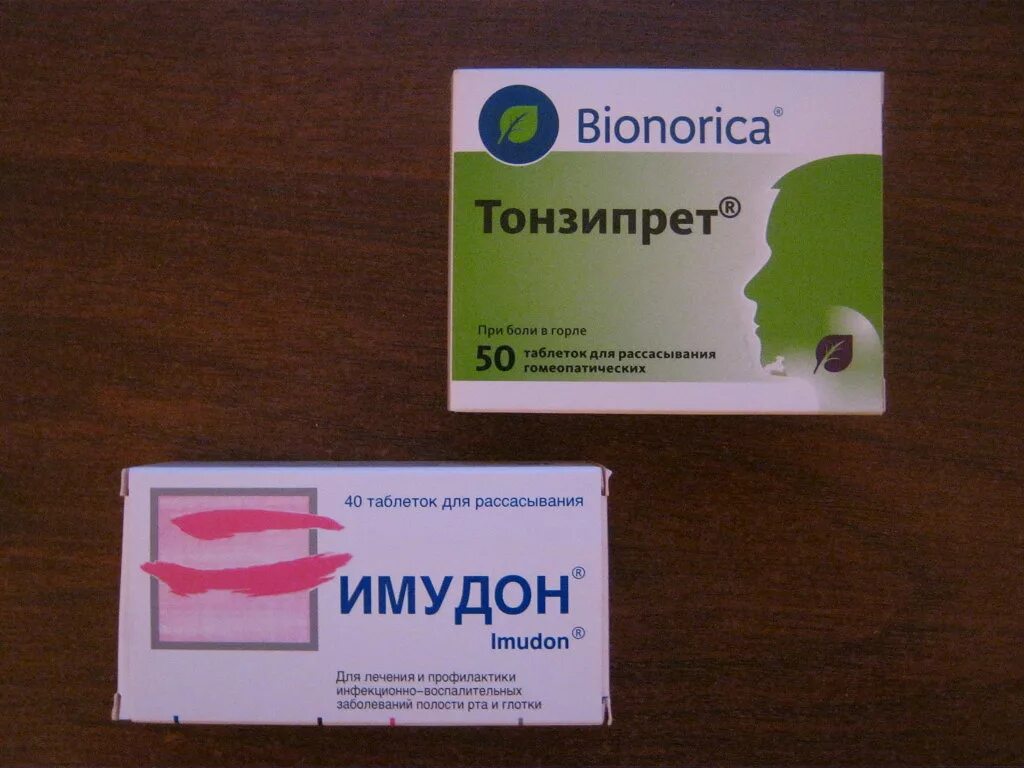 Bionorica®
Тонзипрет®
При боли в горле
50 таблеток для рассасывания
гомеопатических
40 таблеток для рассасывания
ИМУДОН®
Imudon®
Для лечения и профилактики
инфекционно-воспалительных
заболеваний полости рта и глотки